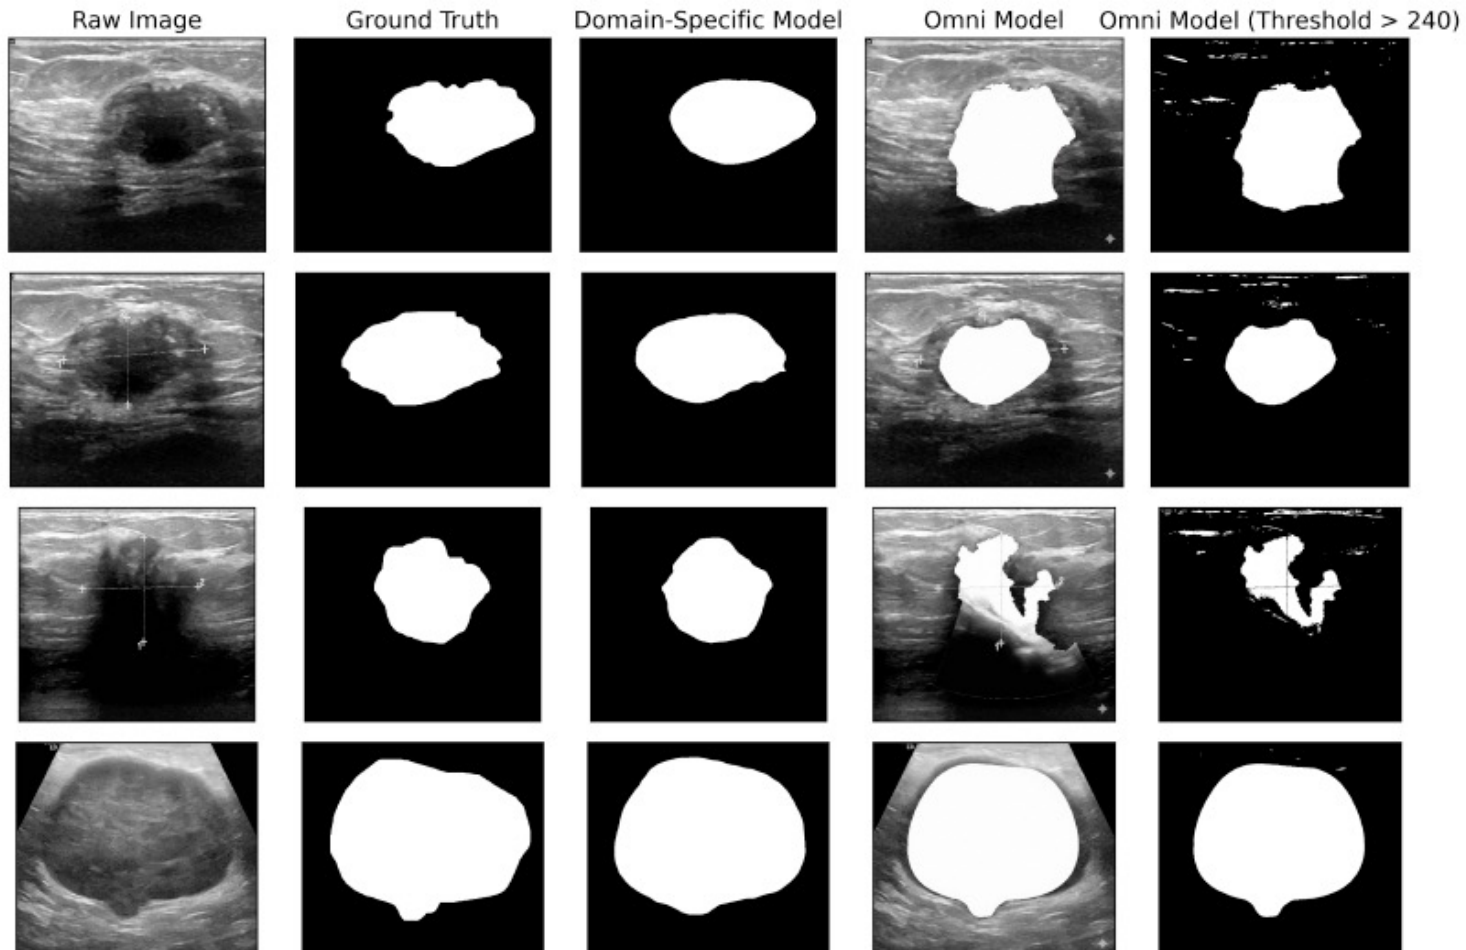 Raw Image
Ground Truth
Domain-Specific Model
Omni Model
Omni Model (Threshold > 240)